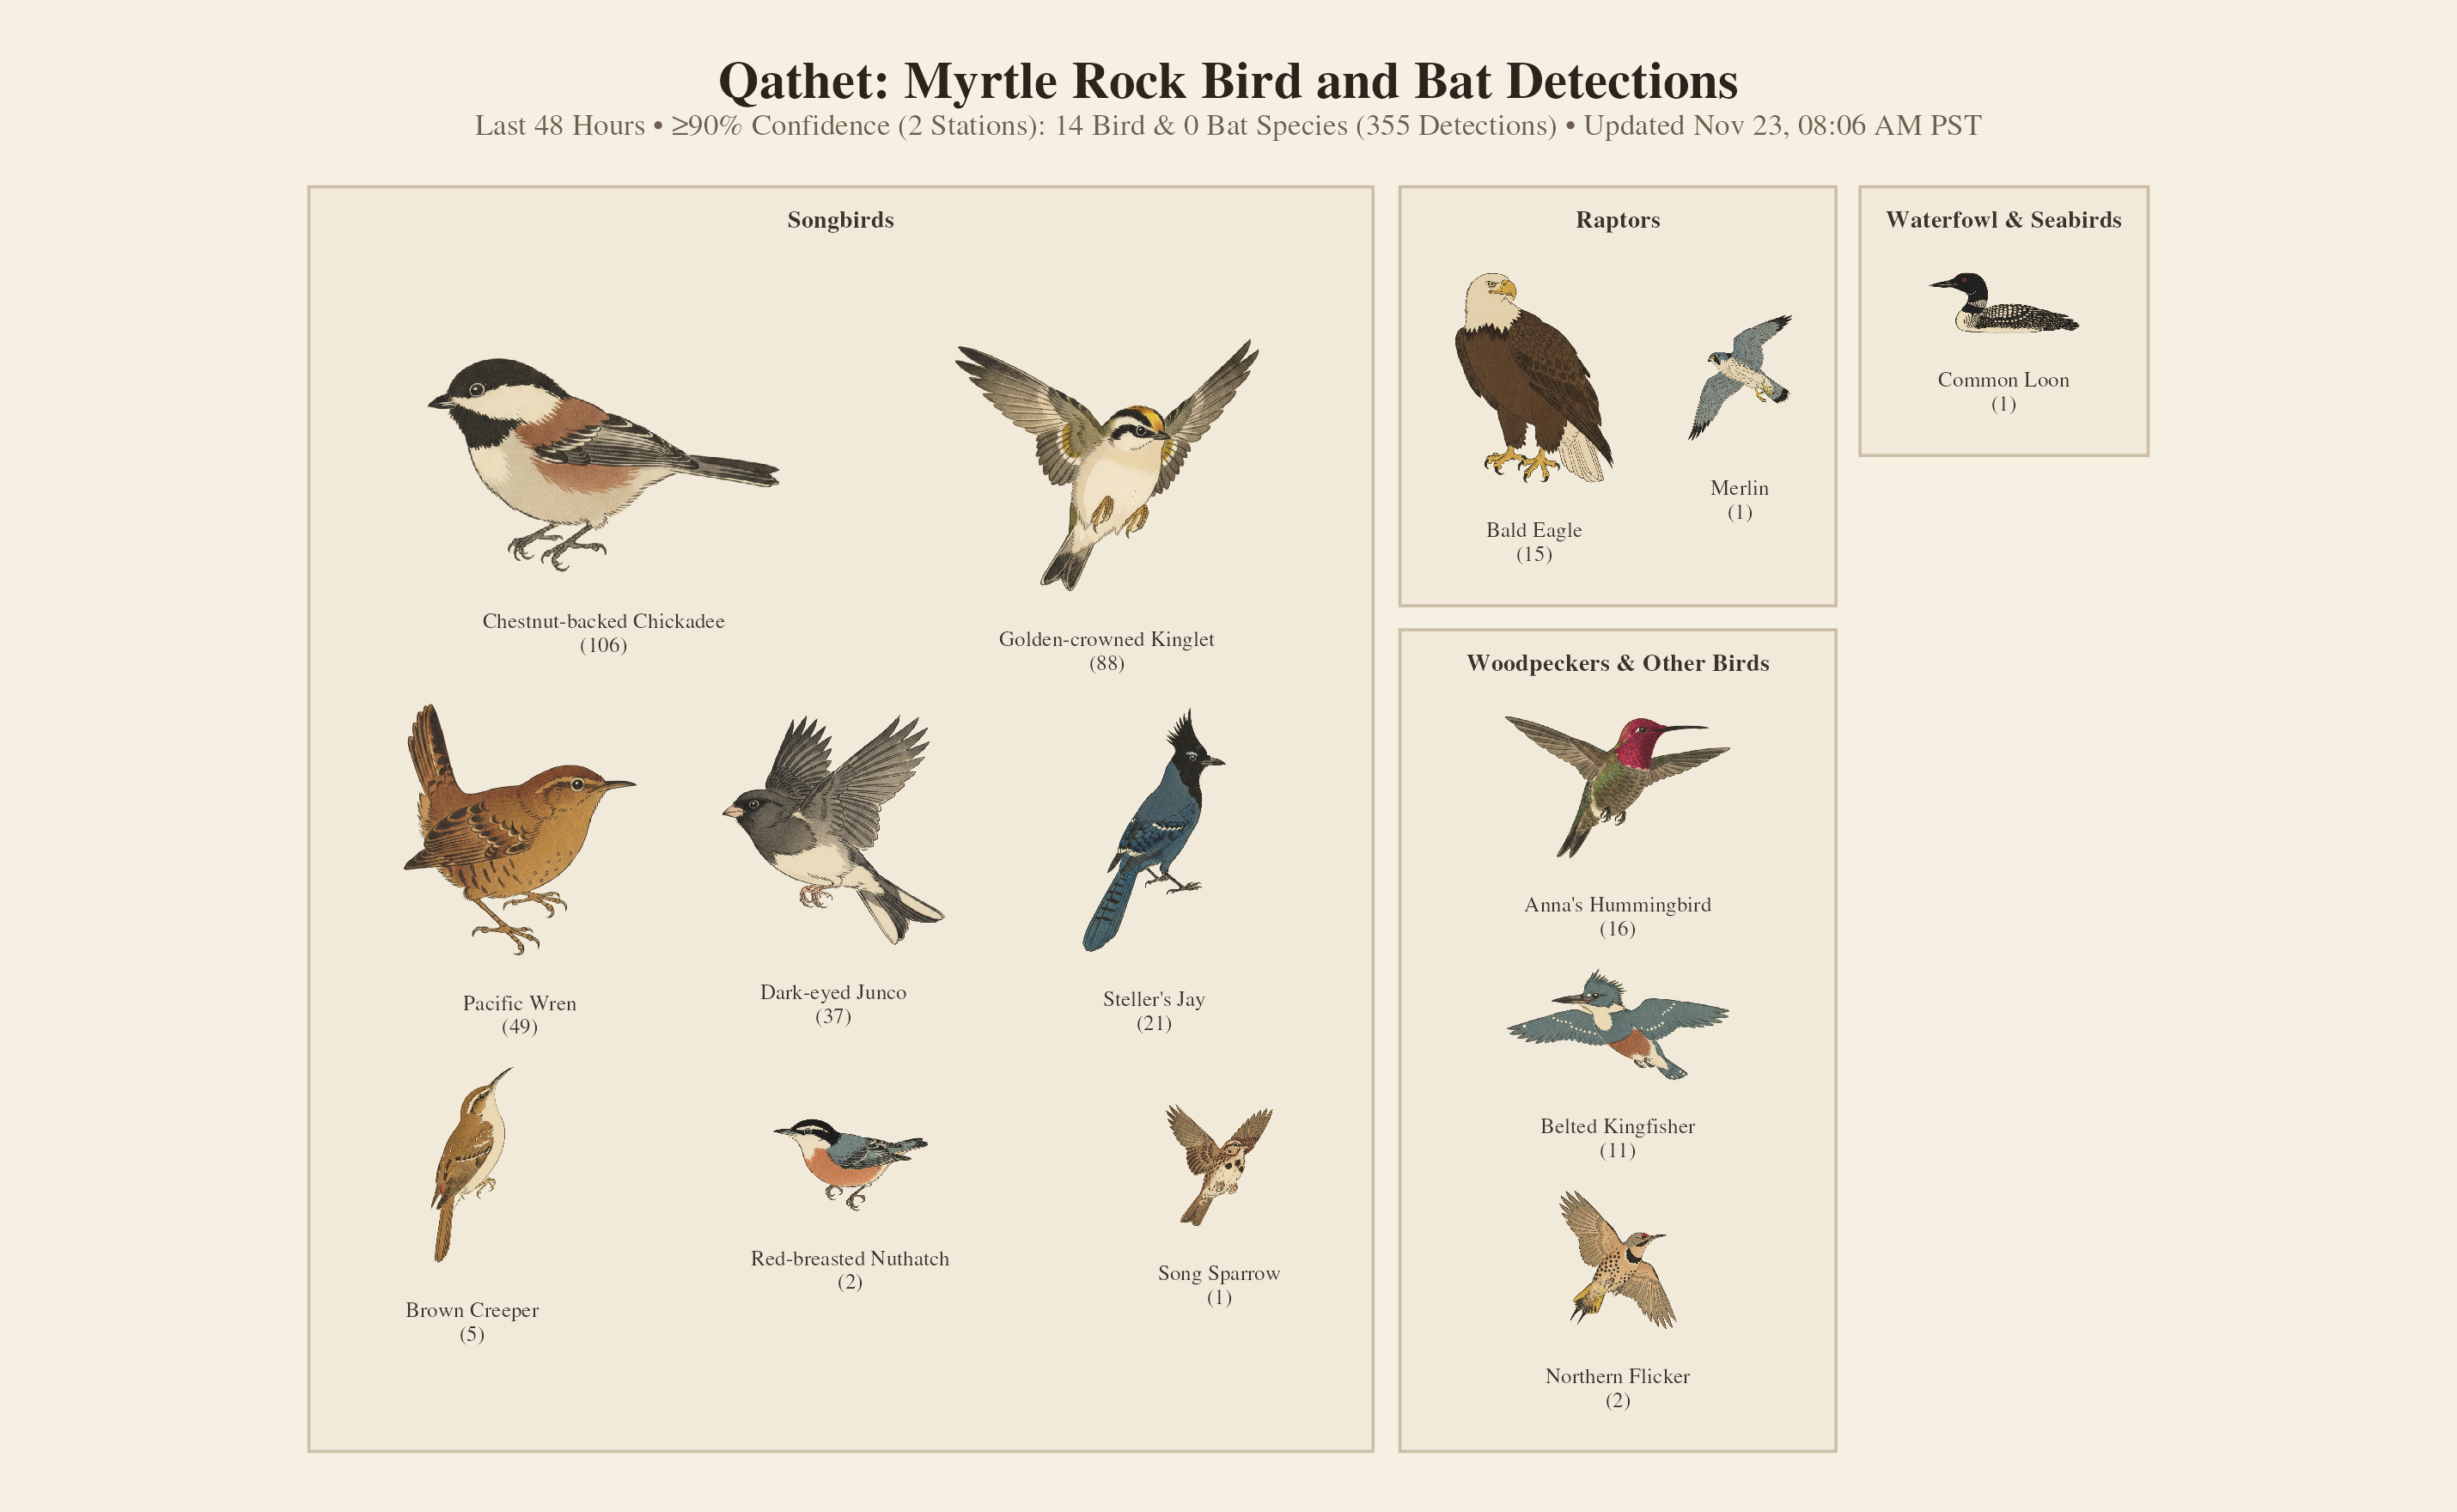 Qathet: Myrtle Rock Bird and Bat Detections
Last 48 Hours • ≥90% Confidence (2 Stations): 14 Bird & 0 Bat Species (355 Detections) • Updated Nov 23, 08:06 AM PST
Songbirds
Chestnut-backed Chickadee
(106)
Golden-crowned Kinglet
(88)
Pacific Wren
(49)
Dark-eyed Junco
(37)
Steller's Jay
(21)
Brown Creeper
(5)
Red-breasted Nuthatch
(2)
Song Sparrow
(1)
Raptors
Bald Eagle
(15)
Merlin
(1)
Woodpeckers & Other Birds
Anna's Hummingbird
(16)
Belted Kingfisher
(11)
Northern Flicker
(2)
Waterfowl & Seabirds
Common Loon
(1)